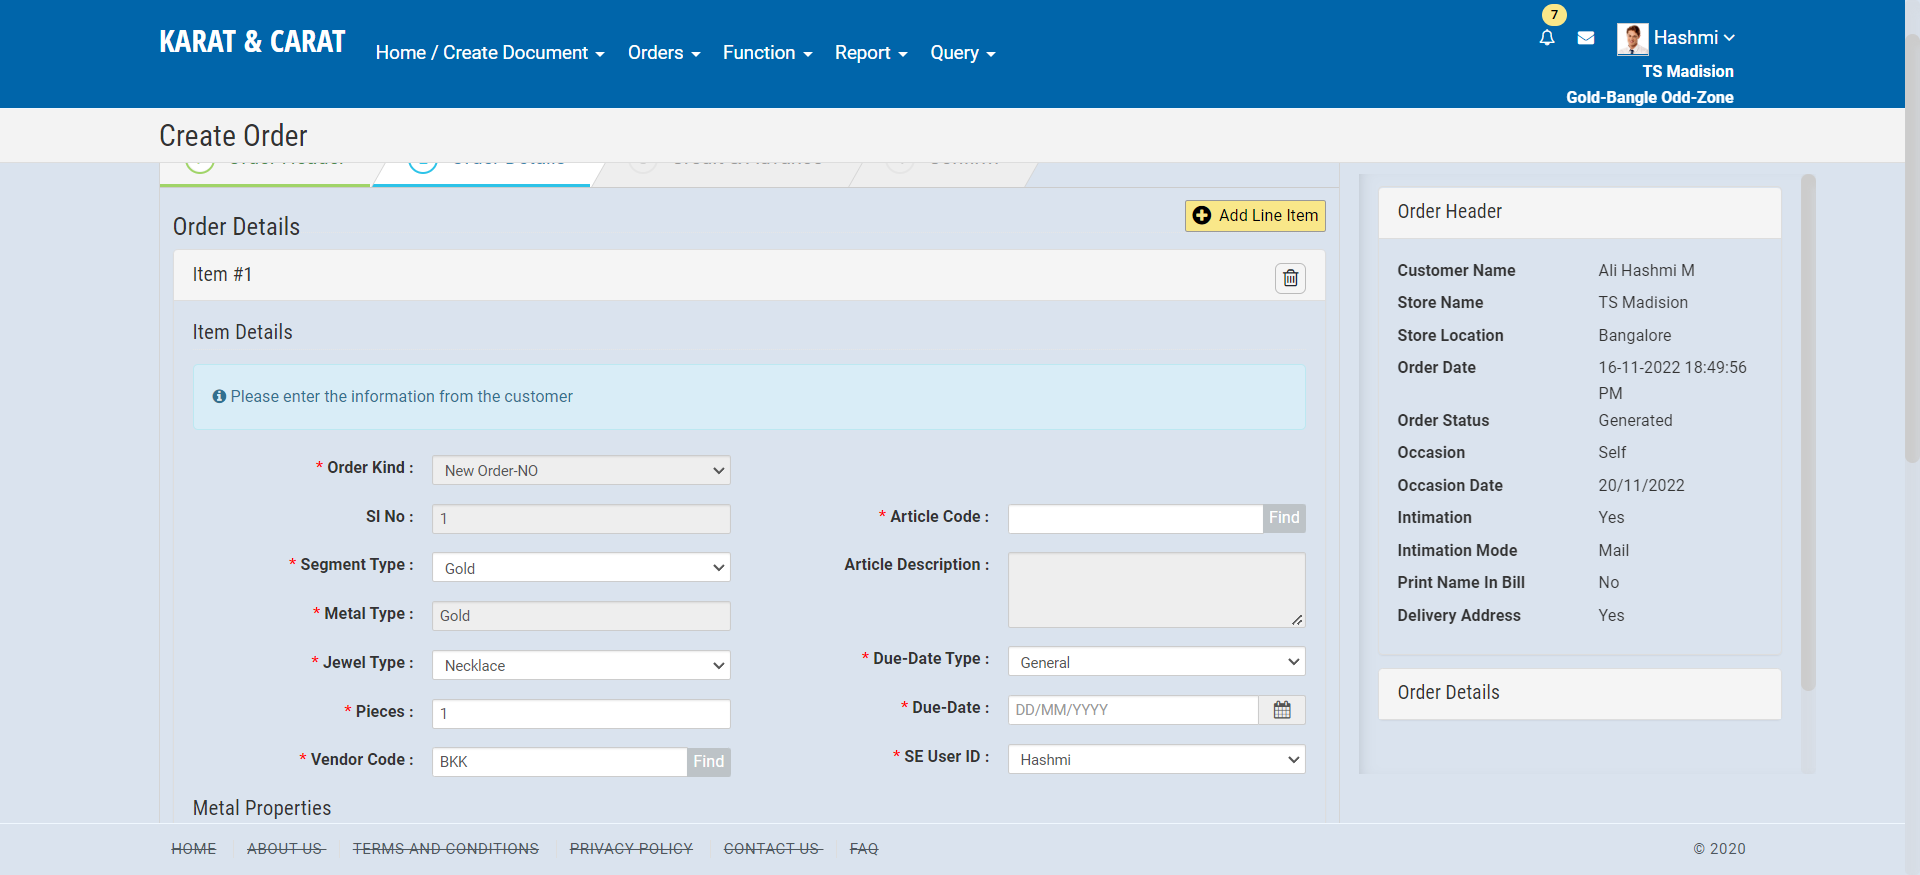 7
KARAT & CARAT
Home / Create Document
Orders
Function
Report
Query
Hashmi
TS Madision
Gold-Bangle Odd-Zone
Create Order
Order Details
Add Line Item
Item #1
Item Details
Please enter the information from the customer
* Order Kind : New Order-NO
SI No : 1
* Article Code : Find
* Segment Type : Gold
Article Description :
* Metal Type : Gold
* Jewel Type : Necklace
* Due-Date Type : General
* Pieces : 1
* Due-Date : DD/MM/YYYY
* Vendor Code : BKK Find
* SE User ID : Hashmi
Metal Properties
Order Header
Customer Name Ali Hashmi M
Store Name TS Madision
Store Location Bangalore
Order Date 16-11-2022 18:49:56
PM
Order Status Generated
Occasion Self
Occasion Date 20/11/2022
Intimation Yes
Intimation Mode Mail
Print Name In Bill No
Delivery Address Yes
Order Details
HOME
ABOUT US
TERMS AND CONDITIONS
PRIVACY POLICY
CONTACT US
FAQ
© 2020